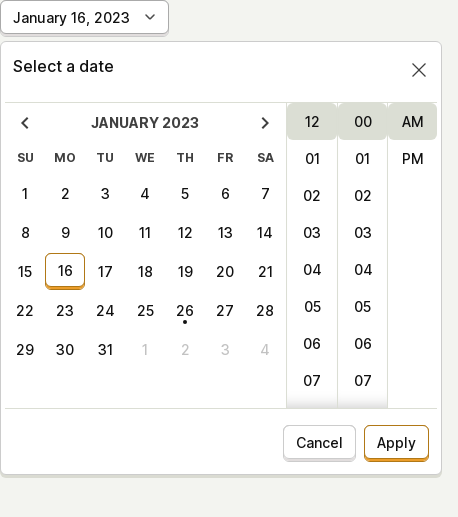 January 16, 2023
Select a date
JANUARY 2023
SU MO TU WE TH FR SA
1 2 3 4 5 6 7
8 9 10 11 12 13 14
15 16 17 18 19 20 21
22 23 24 25 26 27 28
29 30 31 1 2 3 4
12 00 AM
01 01 PM
02 02
03 03
04 04
05 05
06 06
07 07
Cancel Apply